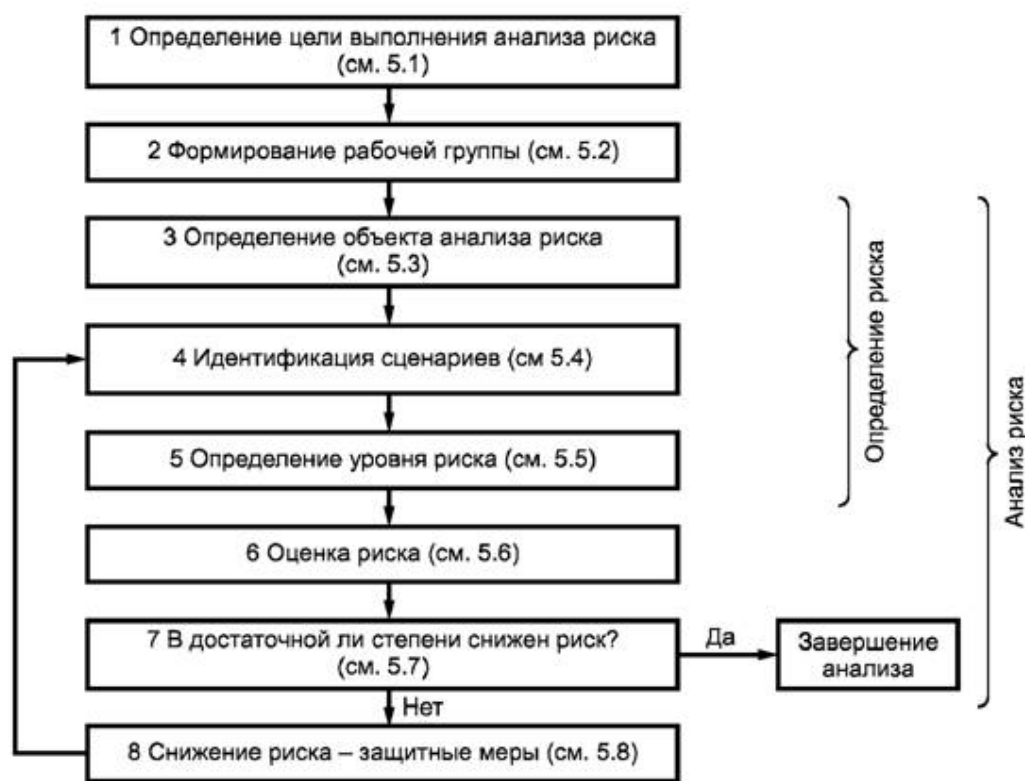 1 Определение цели выполнения анализа риска
(см. 5.1)
2 Формирование рабочей группы (см. 5.2)
3 Определение объекта анализа риска
(см. 5.3)
4 Идентификация сценариев (см 5.4)
5 Определение уровня риска (см. 5.5)
6 Оценка риска (см. 5.6)
7 В достаточной ли степени снижен риск?
(см. 5.7)
Да
Завершение
анализа
Нет
8 Снижение риска – защитные меры (см. 5.8)
Определение риска
Анализ риска